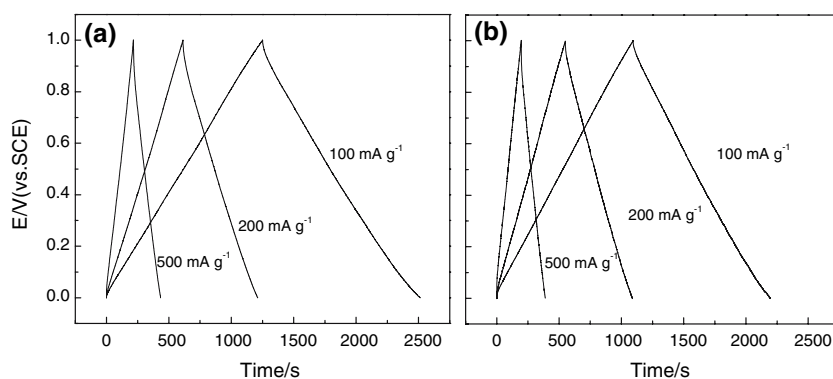 (a)
E/V(vs.SCE)
1.0
0.8
0.6
0.4
0.2
0.0
100 mA g⁻¹
200 mA g⁻¹
500 mA g⁻¹
0 500 1000 1500 2000 2500
Time/s
(b)
100 mA g⁻¹
200 mA g⁻¹
500 mA g⁻¹
0 500 1000 1500 2000 2500
Time/s